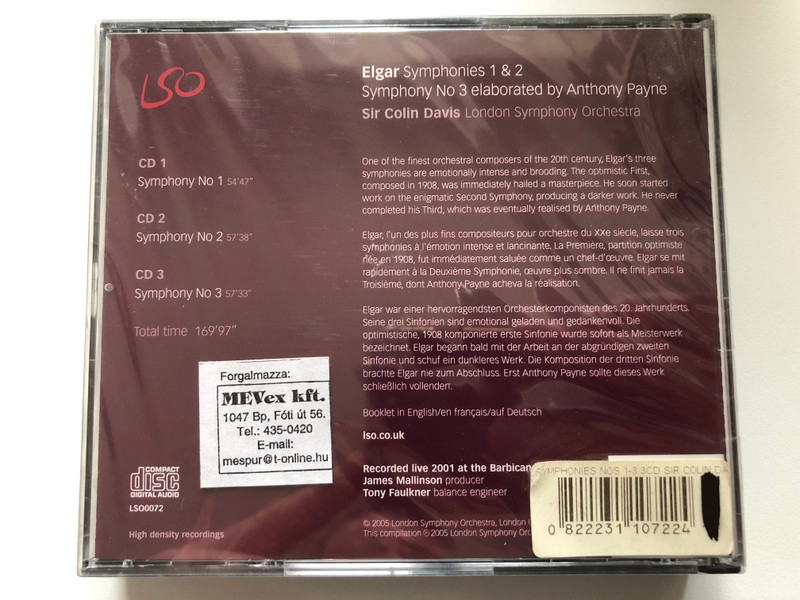 LSO
Elgar Symphonies 1 & 2
Symphony No 3 elaborated by Anthony Payne
Sir Colin Davis London Symphony Orchestra
CD 1
Symphony No 1 54'47"
CD 2
Symphony No 2 57'38"
CD 3
Symphony No 3 57'33"
Total time 169'97"
One of the finest orchestral composers of the 20th century, Elgar's three
symphonies are emotionally intense and brooding. The optimistic First,
composed in 1908, was immediately hailed a masterpiece. He soon started
work on the enigmatic Second Symphony, producing a darker work. He never
completed his Third, which was eventually realised by Anthony Payne.
Elgar, l'un des plus fins compositeurs pour orchestre du XXe siècle, laisse trois
symphonies à l'émotion intense et lancinante. La Première, partition optimiste
née en 1908, fut immédiatement saluée comme un chef-d'œuvre. Elgar se mit
rapidement à la Deuxième Symphonie, œuvre plus sombre. Il ne finit jamais la
Troisième, dont Anthony Payne acheva la réalisation.
Elgar war einer hervorragendsten Orchesterkomponisten des 20. Jahrhunderts.
Seine drei Sinfonien sind emotional geladen und gedankenvoll. Die
optimistische, 1908 komponierte erste Sinfonie wurde sofort als Meisterwerk
bezeichnet. Elgar begann bald mit der Arbeit an der abgründigen zweiten
Sinfonie und schuf ein dunkleres Werk. Die Komposition der dritten Sinfonie
brachte Elgar nie zum Abschluss. Erst Anthony Payne sollte dieses Werk
schließlich vollenden.
Booklet in English/en français/auf Deutsch
lso.co.uk
Recorded live 2001 at the Barbican
James Mallinson producer
Tony Faulkner balance engineer
© 2005 London Symphony Orchestra, London
This compilation ℗ 2005 London Symphony Orc
Forgalmazza:
MEVex kft.
1047 Bp, Fóti út 56.
Tel.: 435-0420
E-mail:
mespur@t-online.hu
COMPACT
disc
DIGITAL AUDIO
LSO0072
High density recordings
SYMPHONIES NOS 1-3 3CD SIR COLIN DA
0 822231 107224